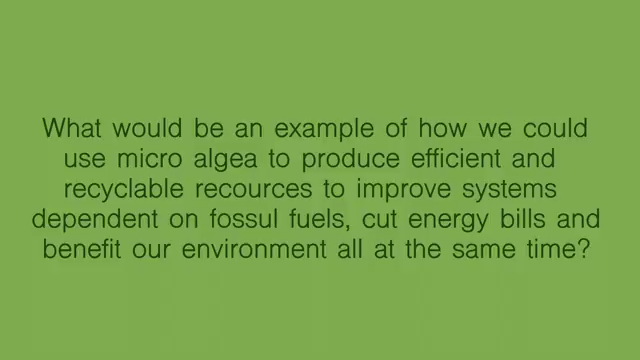 What would be an example of how we could
use micro algea to produce efficient and
recyclable recources to improve systems
dependent on fossul fuels, cut energy bills and
benefit our environment all at the same time?